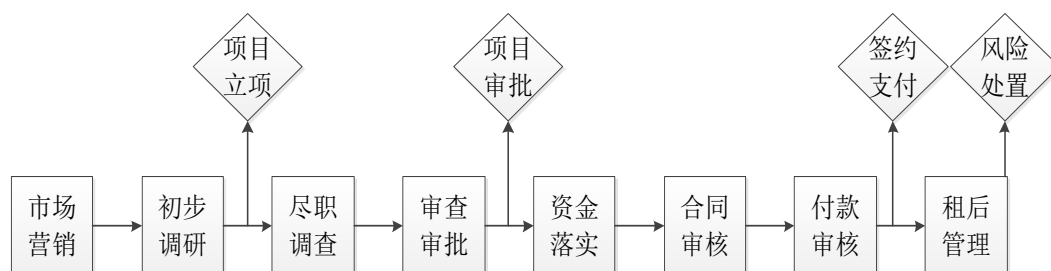 项目
立项
项目
审批
签约
支付
风险
处置
市场
营销
初步
调研
尽职
调查
审查
审批
资金
落实
合同
审核
付款
审核
租后
管理